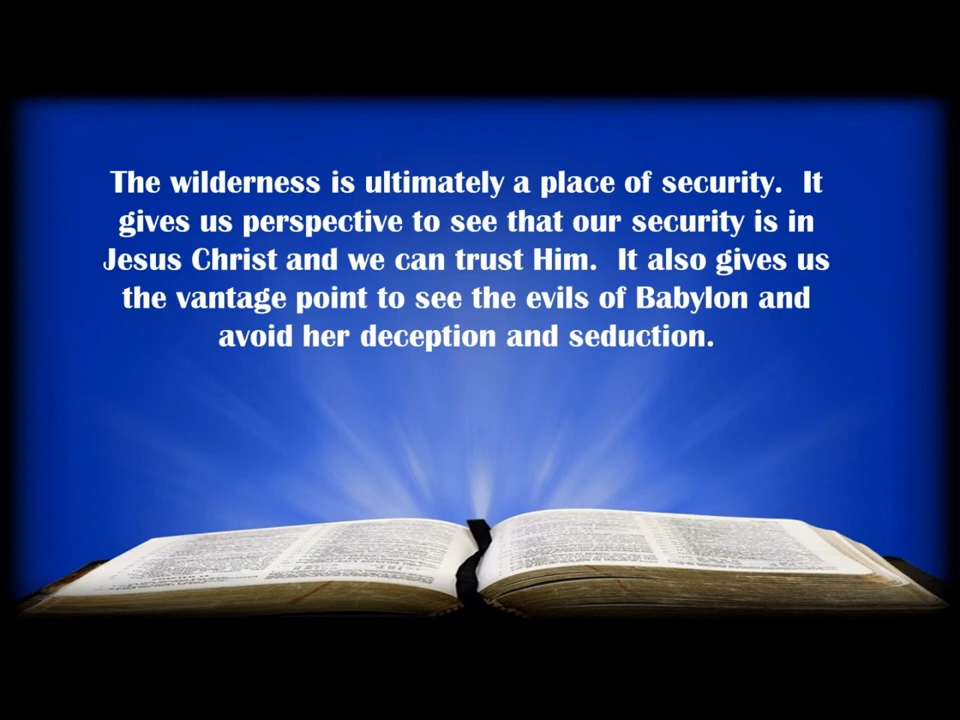 The wilderness is ultimately a place of security.  It
gives us perspective to see that our security is in
Jesus Christ and we can trust Him.  It also gives us
the vantage point to see the evils of Babylon and
avoid her deception and seduction.